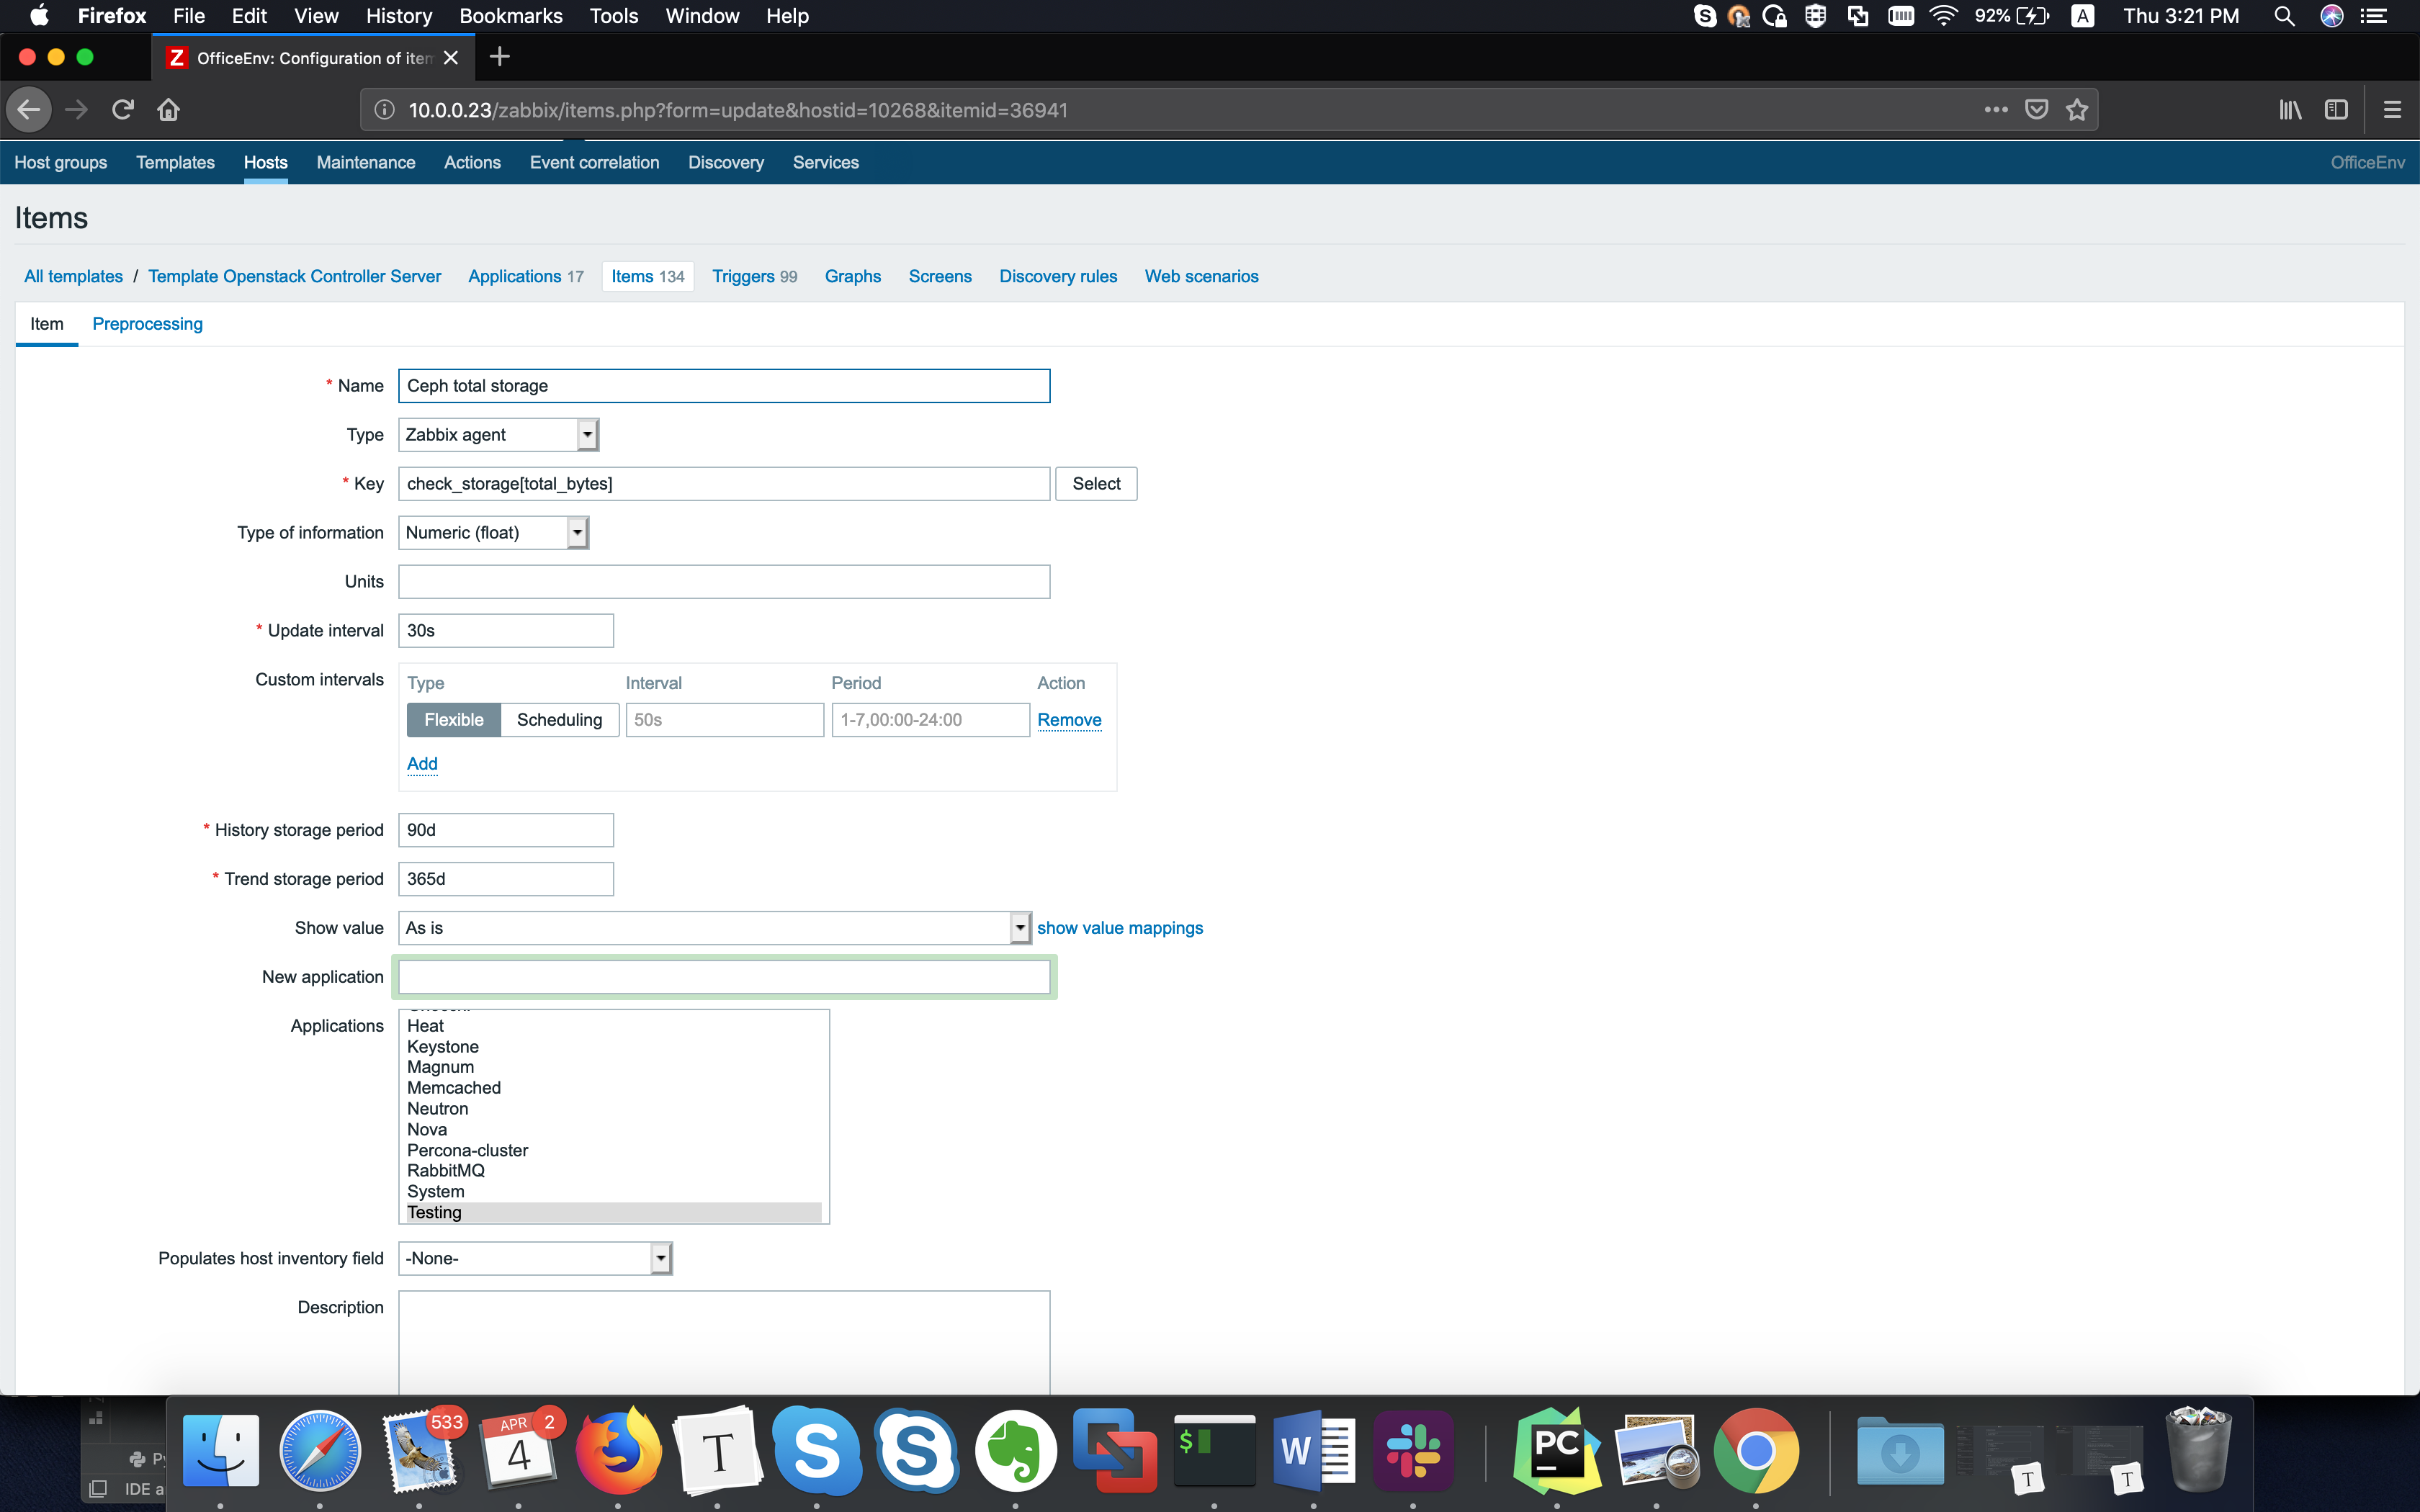 Firefox File Edit View History Bookmarks Tools Window Help 92% A Thu 3:21 PM
Z OfficeEnv: Configuration of item
10.0.0.23/zabbix/items.php?form=update&hostid=10268&itemid=36941
Host groups Templates Hosts Maintenance Actions Event correlation Discovery Services OfficeEnv
Items
All templates / Template Openstack Controller Server Applications 17 Items 134 Triggers 99 Graphs Screens Discovery rules Web scenarios
Item Preprocessing
* Name Ceph total storage
Type Zabbix agent
* Key check_storage[total_bytes] Select
Type of information Numeric (float)
Units
* Update interval 30s
Custom intervals Type Interval Period Action
Flexible Scheduling 50s 1-7,00:00-24:00 Remove
Add
* History storage period 90d
* Trend storage period 365d
Show value As is show value mappings
New application
Applications
Heat
Keystone
Magnum
Memcached
Neutron
Nova
Percona-cluster
RabbitMQ
System
Testing
Populates host inventory field -None-
Description
533 APR 2
4 T S S $ W PC T T
IDE a